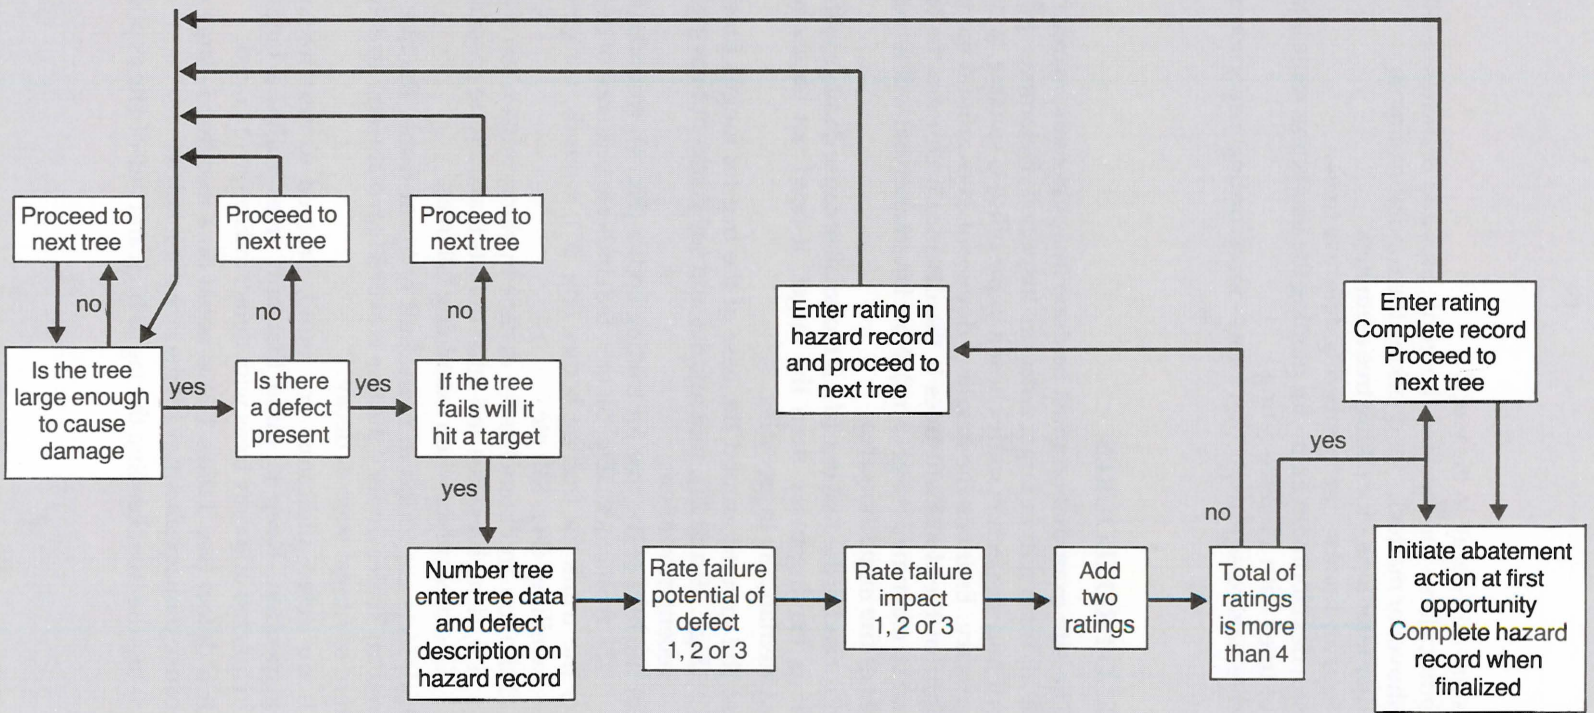 Proceed to
next tree
Proceed to
next tree
Proceed to
next tree
no
no
no
Is the tree
large enough
to cause
damage
yes
Is there
a defect
present
yes
If the tree
fails will it
hit a target
yes
Enter rating in
hazard record
and proceed to
next tree
Enter rating
Complete record
Proceed to
next tree
yes
no
Number tree
enter tree data
and defect
description on
hazard record
Rate failure
potential of
defect
1, 2 or 3
Rate failure
impact
1, 2 or 3
Add
two
ratings
Total of
ratings
is more
than 4
Initiate abatement
action at first
opportunity
Complete hazard
record when
finalized